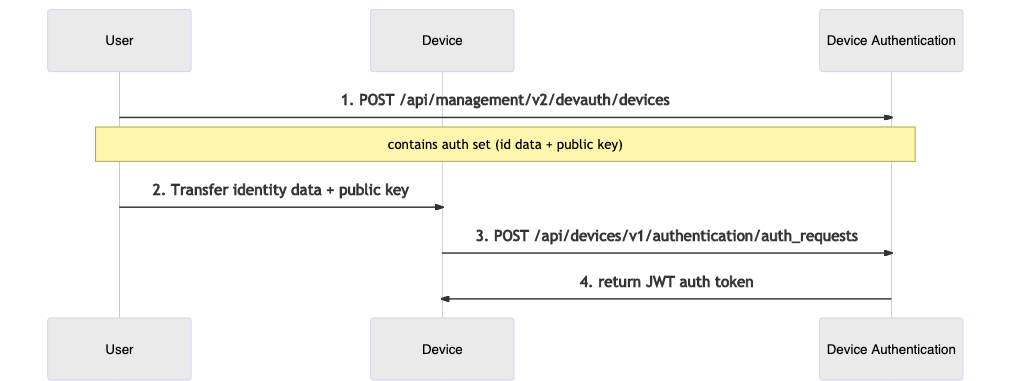 User
Device
Device Authentication
1. POST /api/management/v2/devauth/devices
contains auth set (id data + public key)
2. Transfer identity data + public key
3. POST /api/devices/v1/authentication/auth_requests
4. return JWT auth token
User
Device
Device Authentication